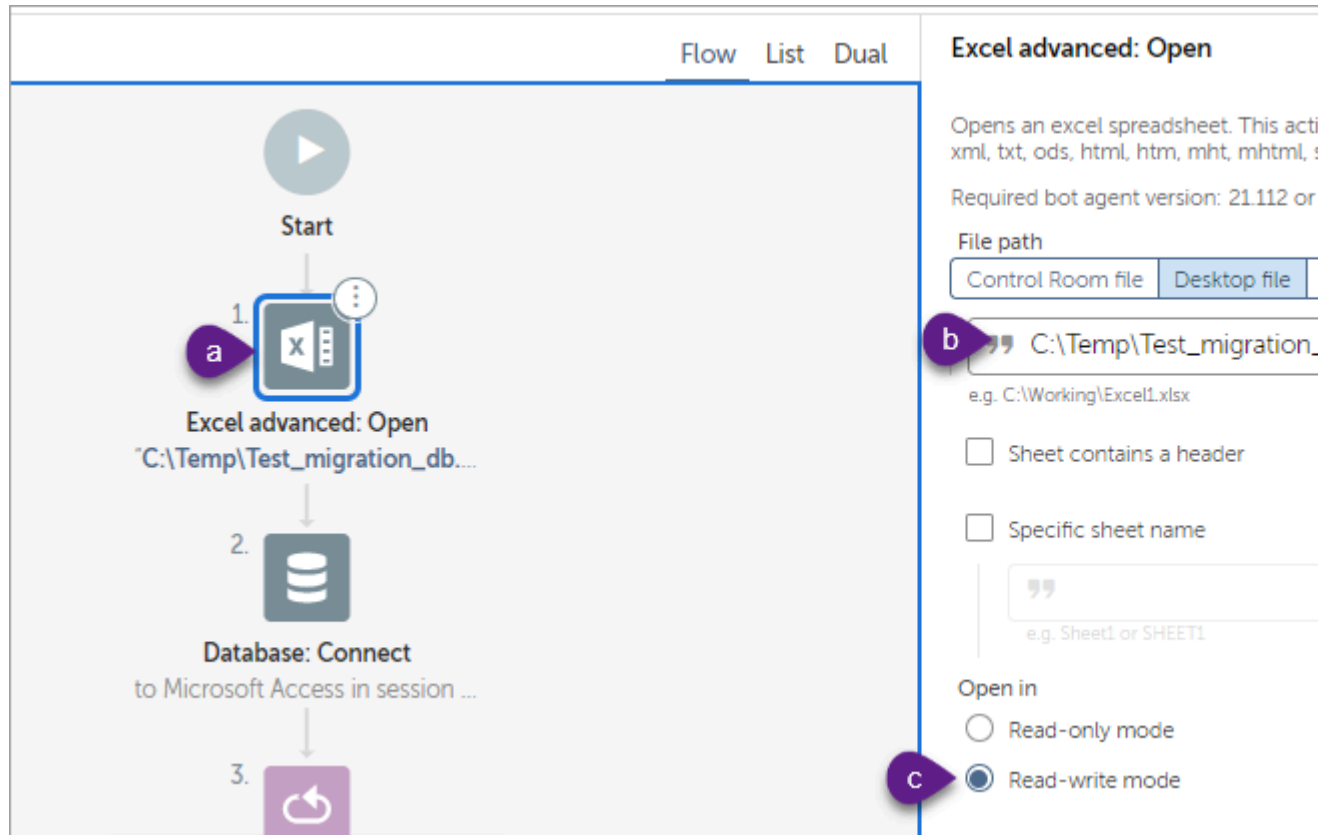 Flow List Dual
Start
1.
a
Excel advanced: Open
"C:\Temp\Test_migration_db....
2.
Database: Connect
to Microsoft Access in session ...
3.
Excel advanced: Open
Opens an excel spreadsheet. This acti
xml, txt, ods, html, htm, mht, mhtml, s
Required bot agent version: 21.112 or
File path
Control Room file Desktop file
b
C:\Temp\Test_migration_
e.g. C:\Working\Excel1.xlsx
Sheet contains a header
Specific sheet name
e.g. Sheet1 or SHEET1
Open in
Read-only mode
c
Read-write mode